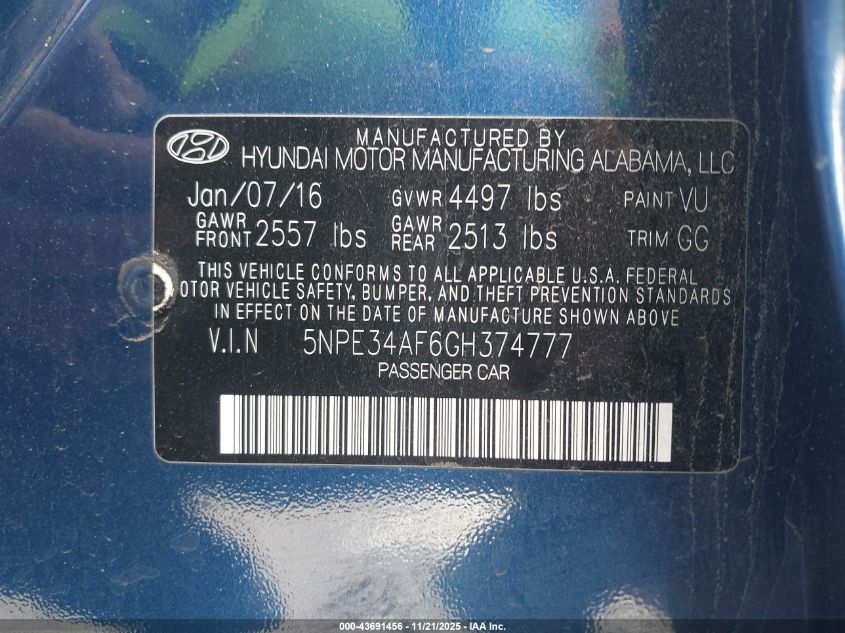 MANUFACTURED BY
HYUNDAI MOTOR MANUFACTURING ALABAMA, LLC
Jan/07/16 GVWR 4497 lbs PAINT VU
GAWR FRONT 2557 lbs GAWR REAR 2513 lbs TRIM GG
THIS VEHICLE CONFORMS TO ALL APPLICABLE U.S.A. FEDERAL
OTOR VEHICLE SAFETY, BUMPER, AND THEFT PREVENTION STANDARDS
IN EFFECT ON THE DATE OF MANUFACTURE SHOWN ABOVE
V.I.N 5NPE34AF6GH374777
PASSENGER CAR
000-43691456 - 11/21/2025 - IAA Inc.